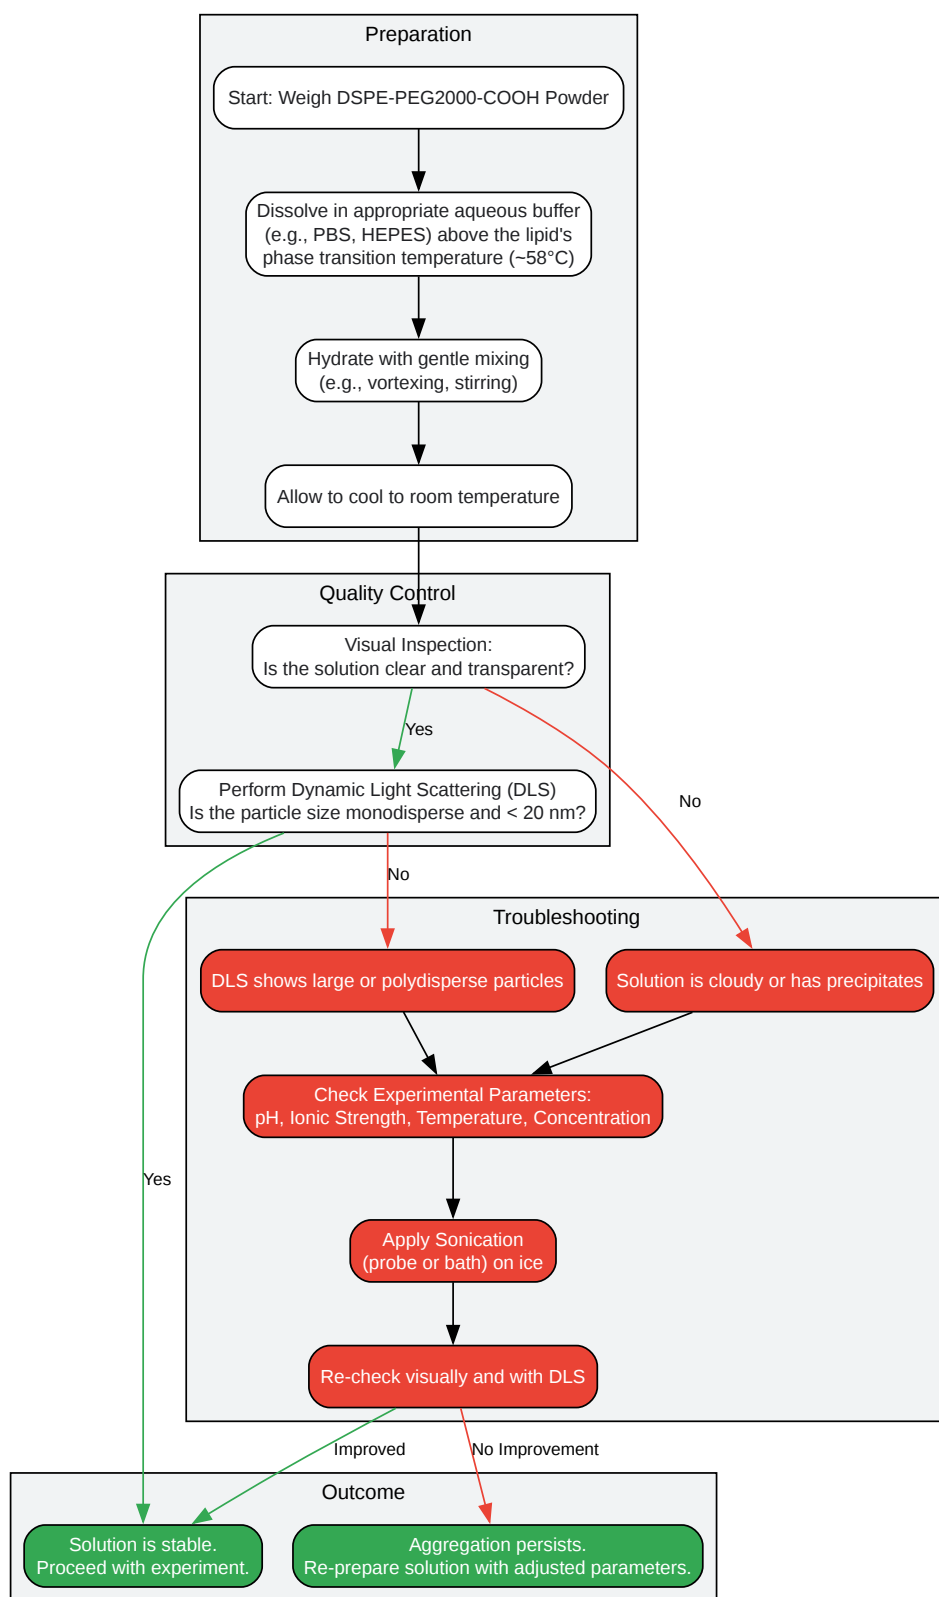 Preparation
Start: Weigh DSPE-PEG2000-COOH Powder
Dissolve in appropriate aqueous buffer
(e.g., PBS, HEPES) above the lipid's
phase transition temperature (~58°C)
Hydrate with gentle mixing
(e.g., vortexing, stirring)
Allow to cool to room temperature
Quality Control
Visual Inspection:
Is the solution clear and transparent?
Yes
Perform Dynamic Light Scattering (DLS)
Is the particle size monodisperse and < 20 nm?
No
No
Troubleshooting
DLS shows large or polydisperse particles
Solution is cloudy or has precipitates
Check Experimental Parameters:
pH, Ionic Strength, Temperature, Concentration
Yes
Apply Sonication
(probe or bath) on ice
Re-check visually and with DLS
Improved
No Improvement
Outcome
Solution is stable.
Proceed with experiment.
Aggregation persists.
Re-prepare solution with adjusted parameters.